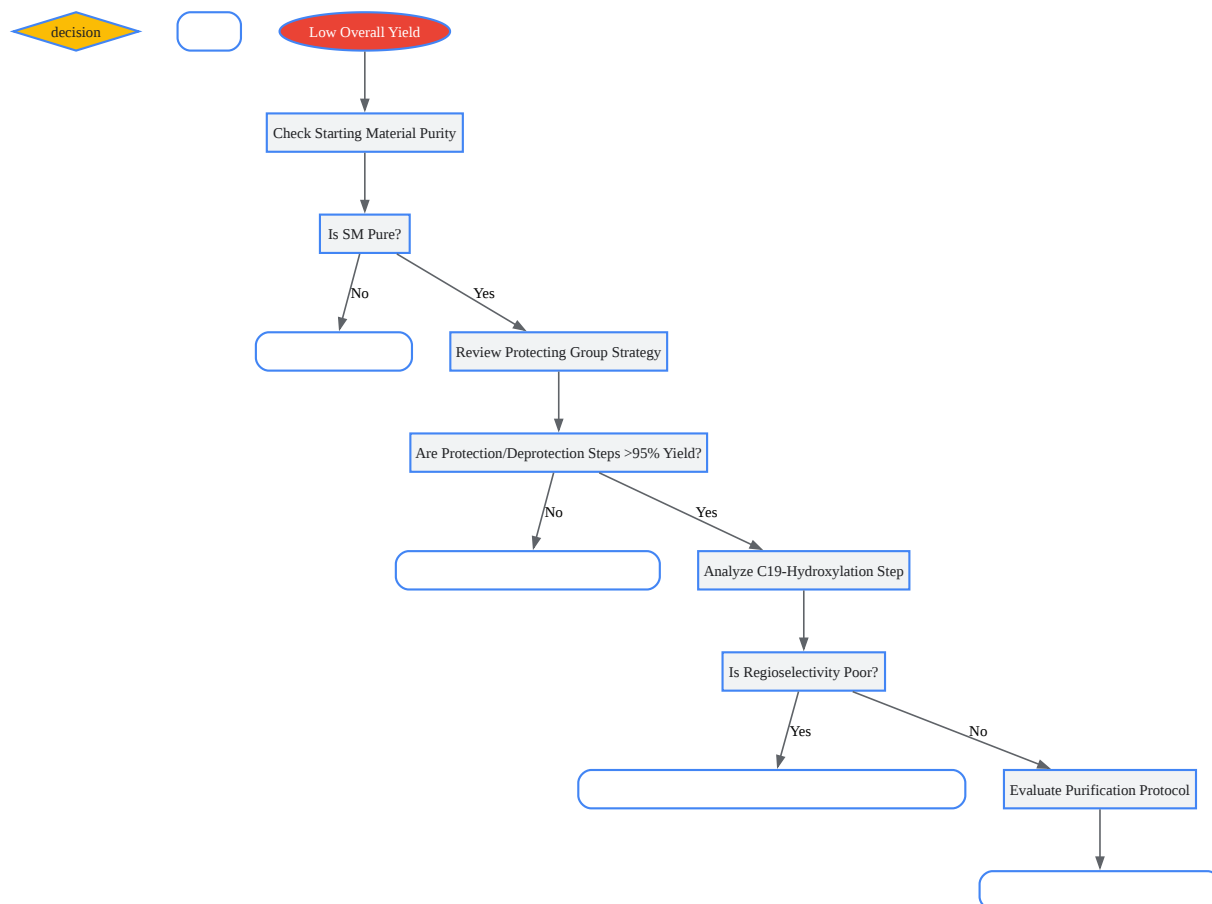 decision
Low Overall Yield
Check Starting Material Purity
Is SM Pure?
No
Yes
Review Protecting Group Strategy
Are Protection/Deprotection Steps >95% Yield?
No
Yes
Analyze C19-Hydroxylation Step
Is Regioselectivity Poor?
Yes
No
Evaluate Purification Protocol